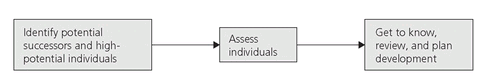 Identify potential
successors and high-
potential individuals
Assess
individuals
Get to know,
review, and plan
development